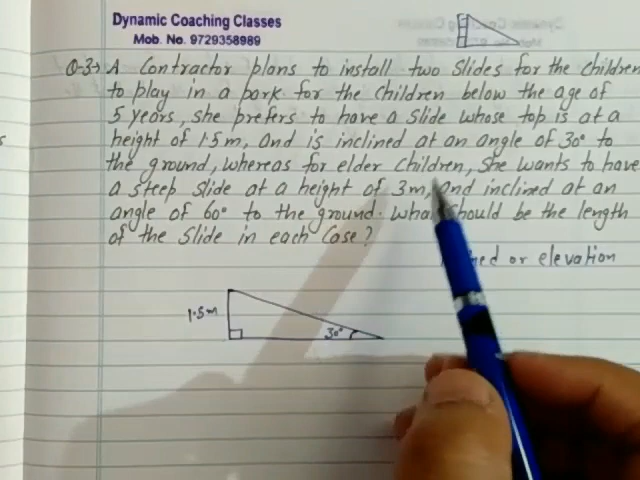 Dynamic Coaching Classes
Mob. No. 9729358989
Q-3→ A Contractor plans to install two Slides for the children
to play in a park. for the children below the age of
5 years, she prefers to have a slide whose top is at a
height of 1.5m, and is inclined at an angle of 30° to
the ground, whereas for elder children, she wants to have
a steep slide at a height of 3m, and inclined at an
angle of 60° to the ground. What should be the length
of the slide in each case?
or elevation
1.5m
30°